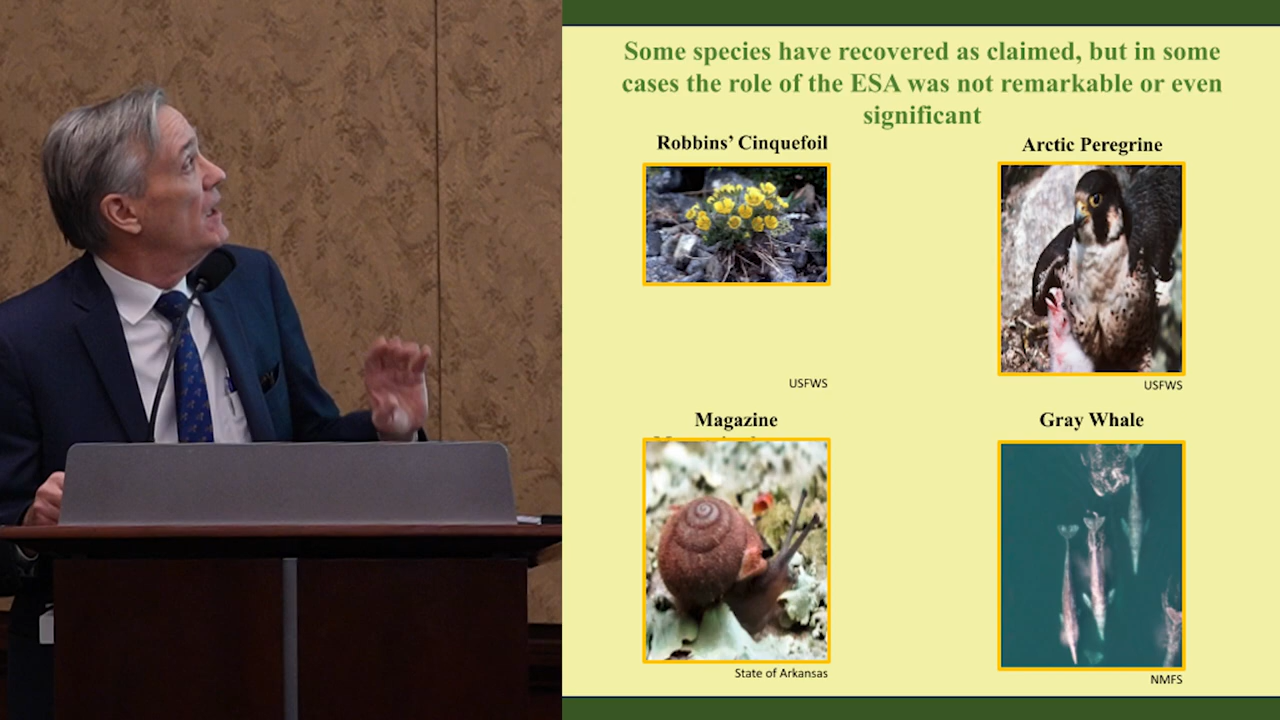 Some species have recovered as claimed, but in some
cases the role of the ESA was not remarkable or even
significant
Robbins’ Cinquefoil
Arctic Peregrine
USFWS
USFWS
Magazine
Gray Whale
State of Arkansas
NMFS